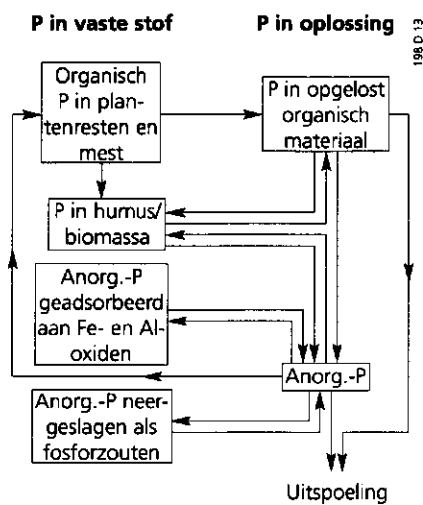 P in vaste stof
P in oplossing
198 D 13
Organisch
P in plan-
tenresten en
mest
P in opgelost
organisch
materiaal
P in humus/
biomassa
Anorg.-P
geadsorbeerd
aan Fe- en Al-
oxiden
Anorg.-P
Anorg.-P neer-
geslagen als
fosforzouten
Uitspoeling